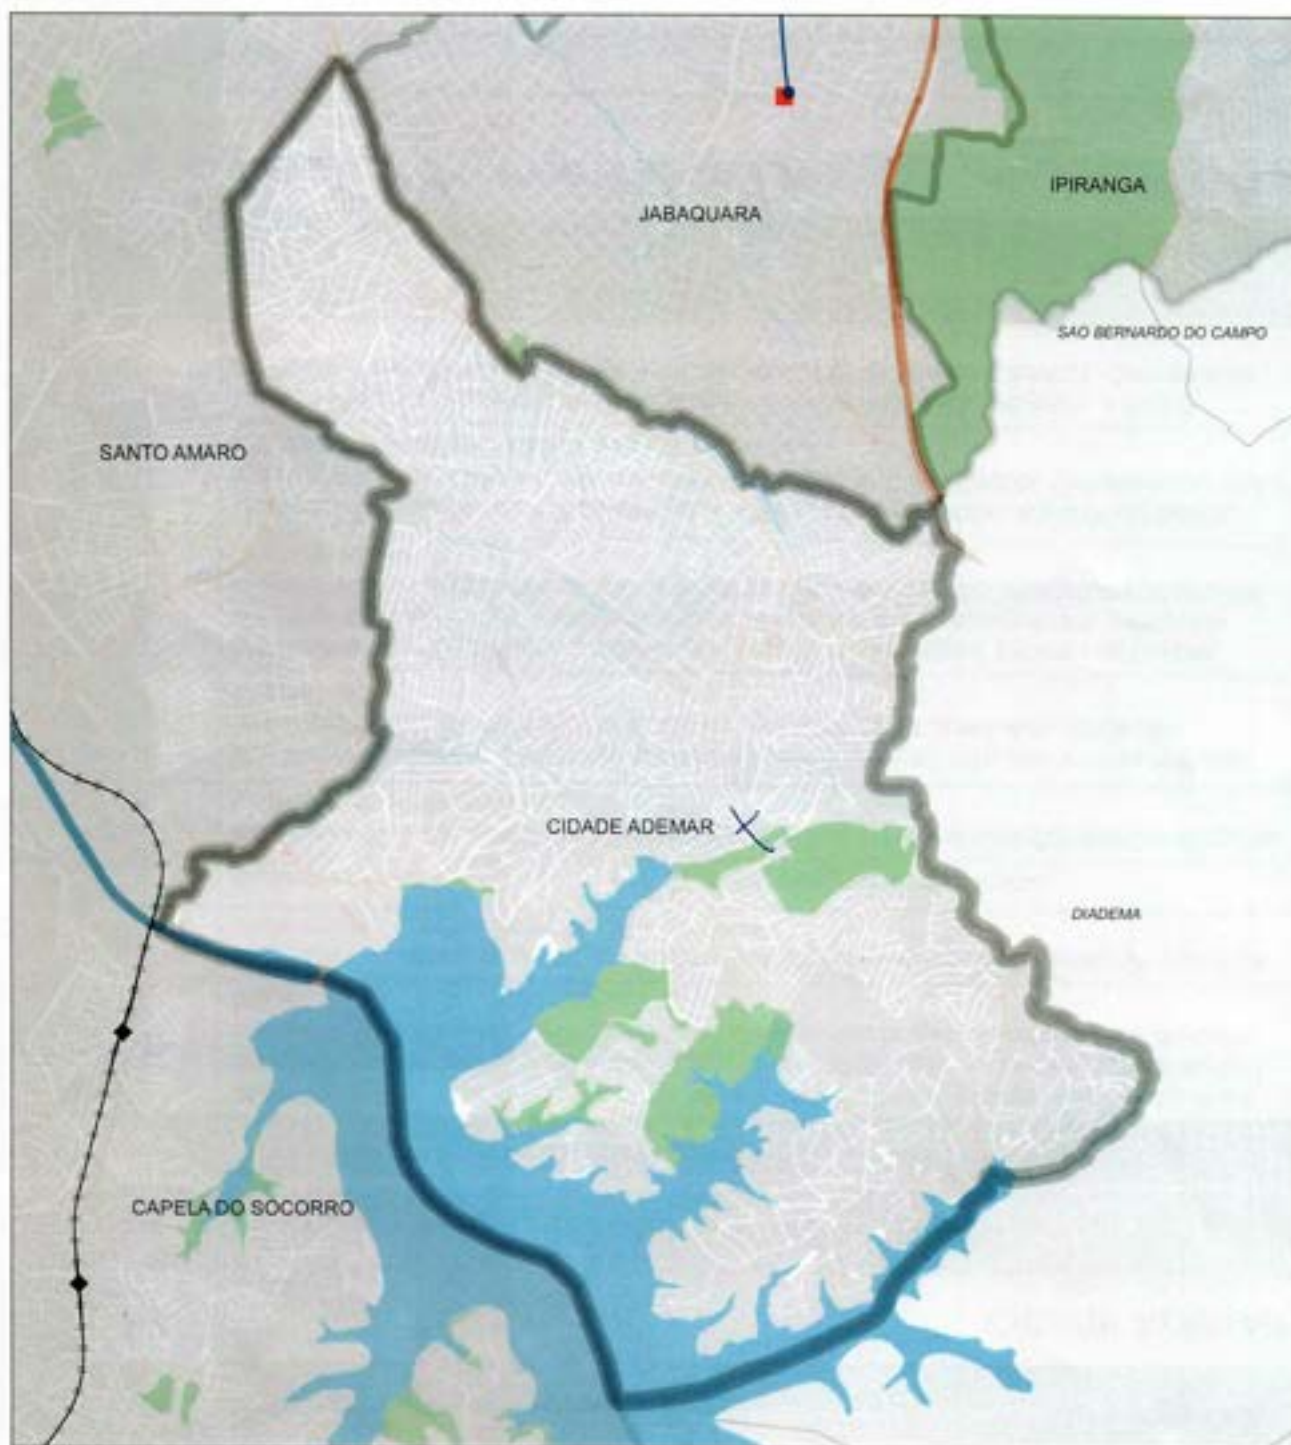 IPIRANGA
JABAQUARA
SAO BERNARDO DO CAMPO
SANTO AMARO
CIDADE ADEMAR
DIADEMA
CAPELA DO SOCORRO